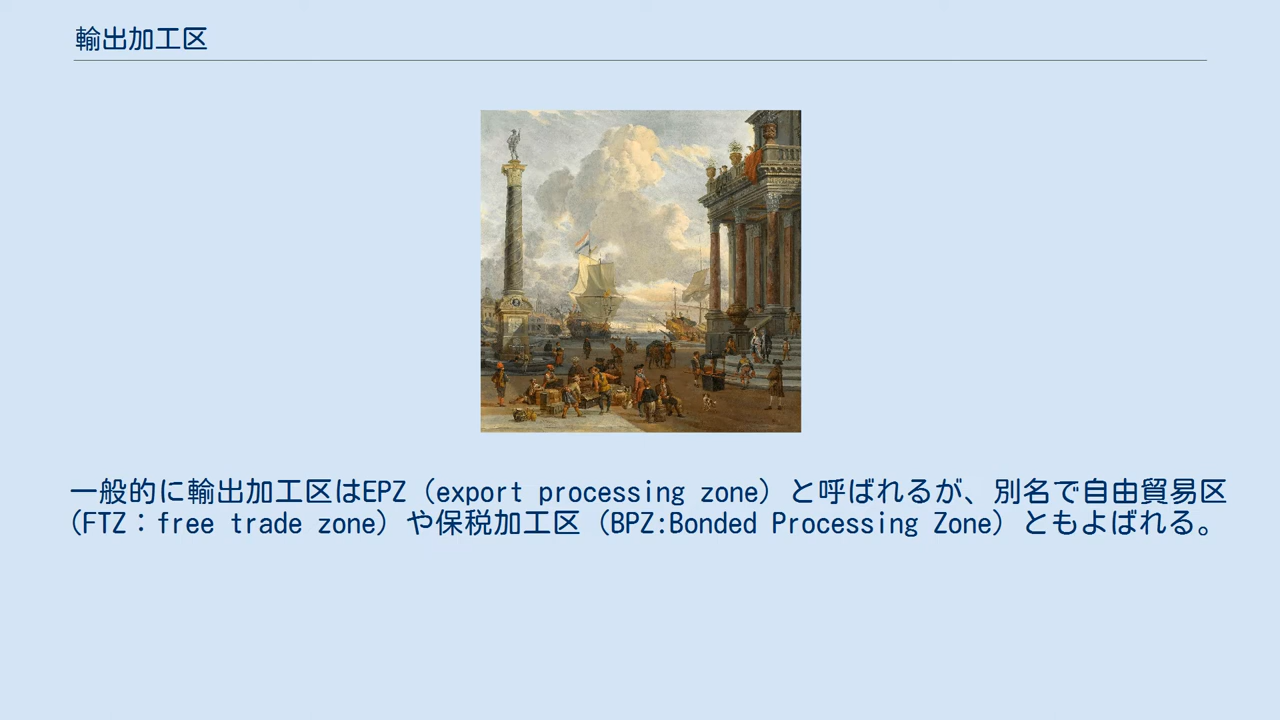 輸出加工区
一般的に輸出加工区はEPZ（export processing zone）と呼ばれるが、別名で自由貿易区
(FTZ：free trade zone）や保税加工区（BPZ:Bonded Processing Zone）ともよばれる。